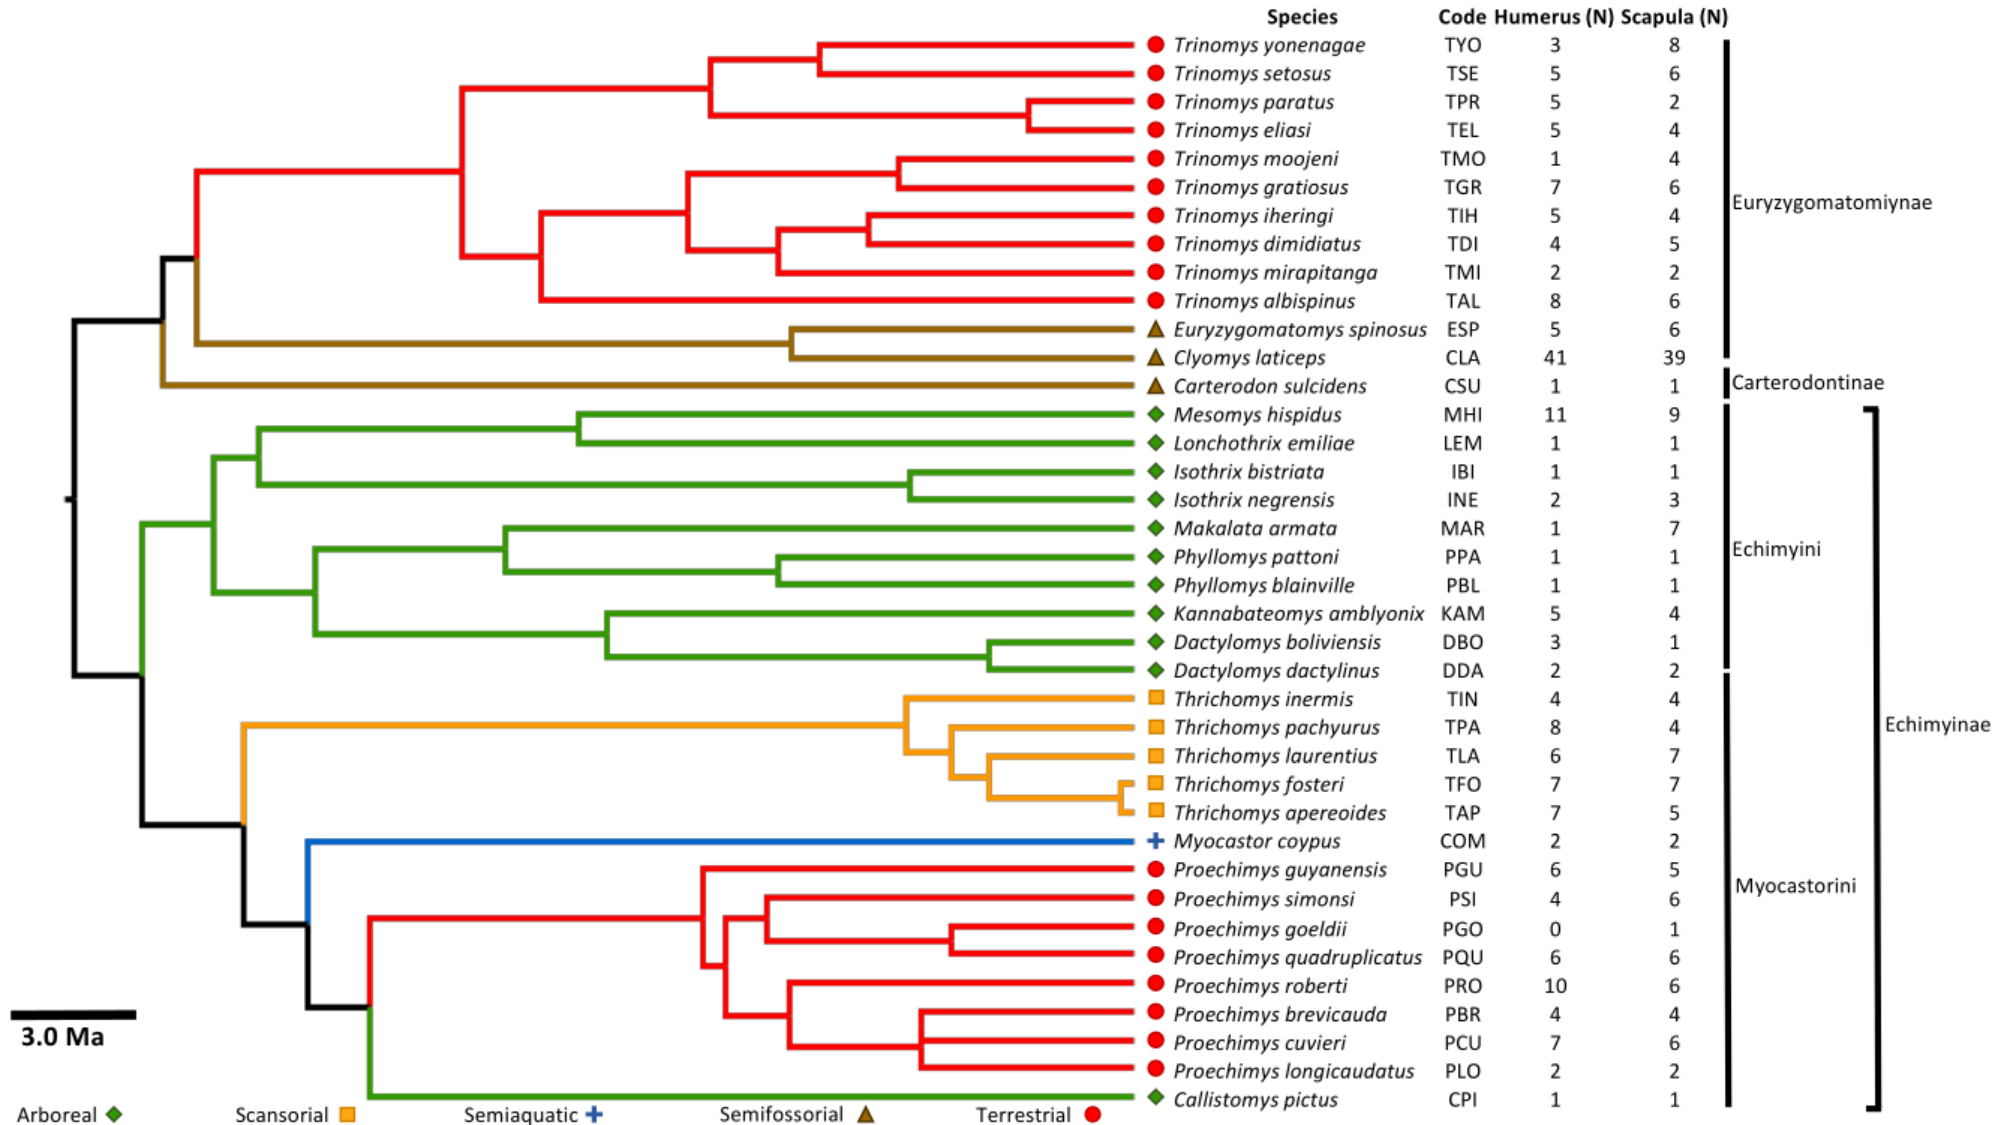 Species Code Humerus (N) Scapula (N)
Trinomys yonenagae TYO 3 8
Trinomys setosus TSE 5 6
Trinomys paratus TPR 5 2
Trinomys eliasi TEL 5 4
Trinomys moojeni TMO 1 4
Trinomys gratiosus TGR 7 6
Euryzygomatomiynae
Trinomys iheringi TIH 5 4
Trinomys dimidiatus TDI 4 5
Trinomys mirapitanga TMI 2 2
Trinomys albispinus TAL 8 6
Euryzygomatomys spinosus ESP 5 6
Clyomys laticeps CLA 41 39
Carterodon sulcidens CSU 1 1 Carterodontinae
Mesomys hispidus MHI 11 9
Lonchothrix emiliae LEM 1 1
Isothrix bistriata IBI 1 1
Isothrix negrensis INE 2 3
Makalata armata MAR 1 7
Phyllomys pattoni PPA 1 1 Echimyini
Phyllomys blainville PBL 1 1
Kannabateomys amblyonix KAM 5 4
Dactylomys boliviensis DBO 3 1
Dactylomys dactylinus DDA 2 2
Thrichomys inermis TIN 4 4
Thrichomys pachyurus TPA 8 4 Echimyinae
Thrichomys laurentius TLA 6 7
Thrichomys fosteri TFO 7 7
Thrichomys apereoides TAP 7 5
Myocastor coypus COM 2 2
Proechimys guyanensis PGU 6 5
Myocastorini
Proechimys simonsi PSI 4 6
Proechimys goeldii PGO 0 1
Proechimys quadruplicatus PQU 6 6
Proechimys roberti PRO 10 6
Proechimys brevicauda PBR 4 4
Proechimys cuvieri PCU 7 6
Proechimys longicaudatus PLO 2 2
Callistomys pictus CPI 1 1
3.0 Ma
Arboreal Scansorial Semiaquatic Semifossorial Terrestrial